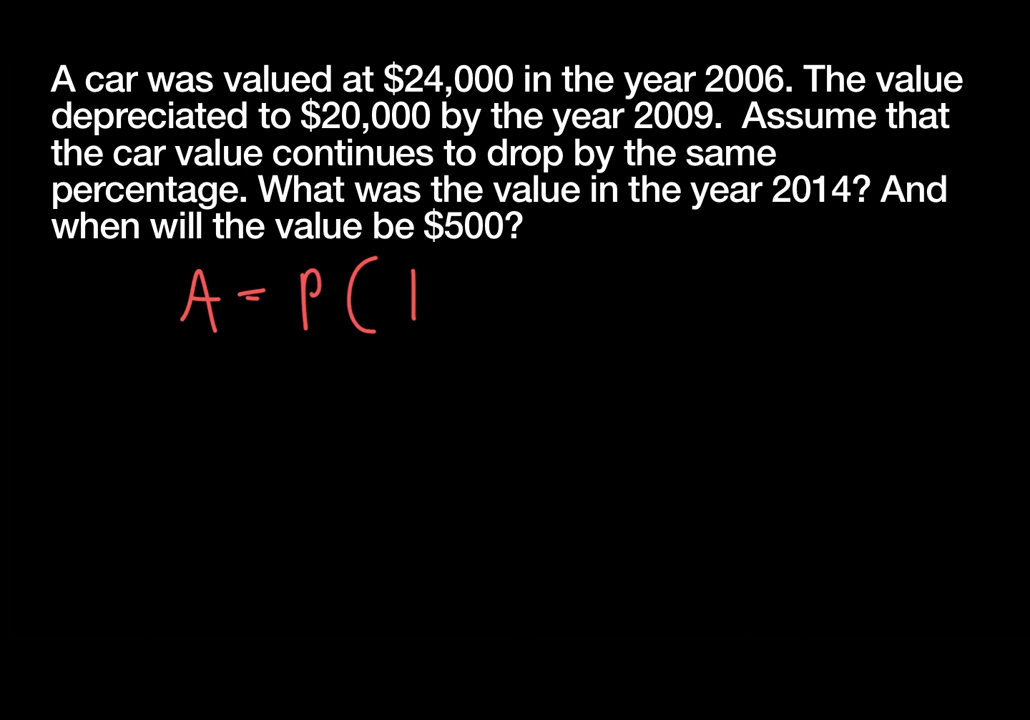 A car was valued at $24,000 in the year 2006. The value
depreciated to $20,000 by the year 2009. Assume that
the car value continues to drop by the same
percentage. What was the value in the year 2014? And
when will the value be $500?
A = P ( 1